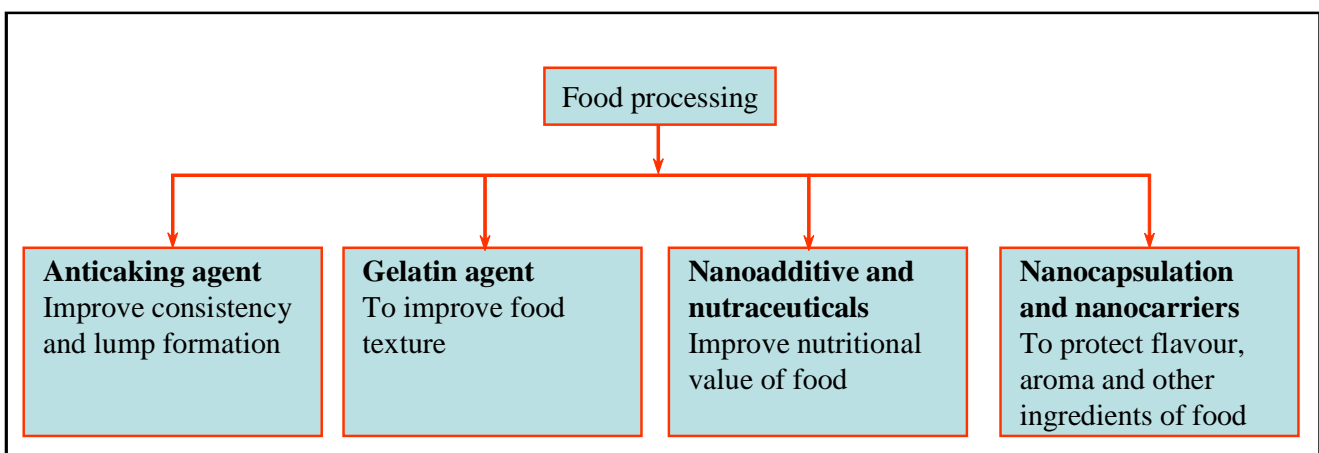 Food processing
Anticaking agent
Improve consistency
and lump formation
Gelatin agent
To improve food
texture
Nanoadditive and
nutraceuticals
Improve nutritional
value of food
Nanocapsulation
and nanocarriers
To protect flavour,
aroma and other
ingredients of food